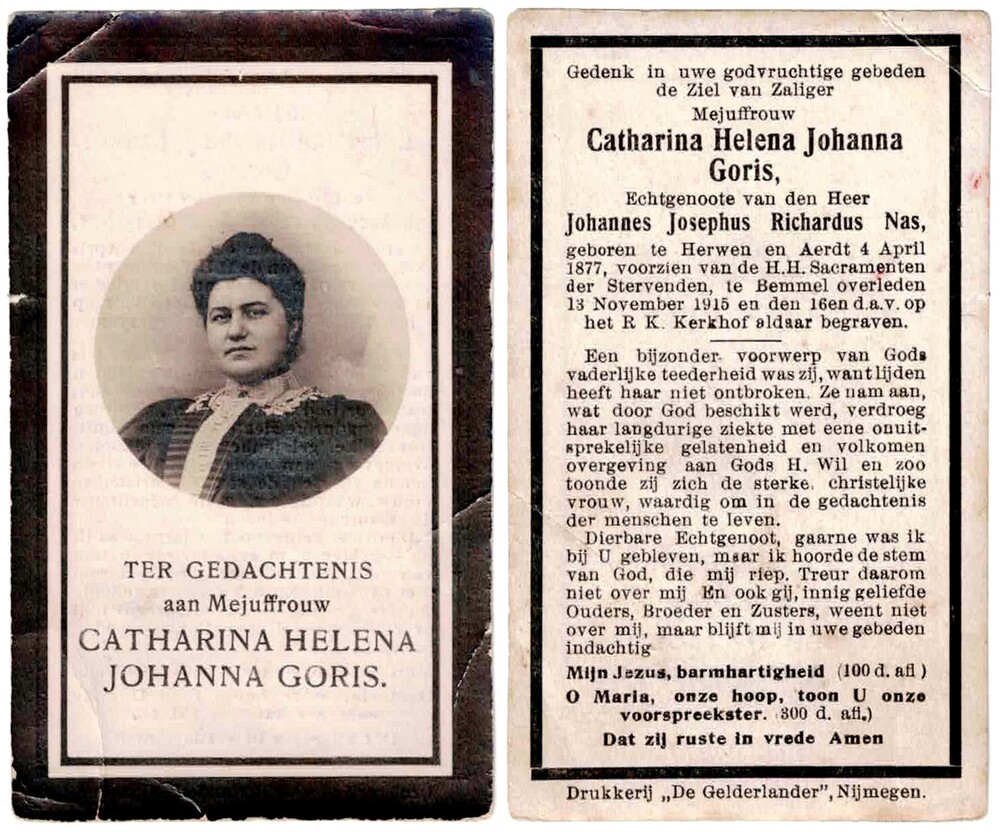 TER GEDACHTENIS
aan Mejuffrouw
CATHARINA HELENA
JOHANNA GORIS.
Gedenk in uwe godvruchtige gebeden
de Ziel van Zaliger
Mejuffrouw
Catharina Helena Johanna
Goris,
Echtgenoote van den Heer
Johannes Josephus Richardus Nas,
geboren te Herwen en Aerdt 4 April
1877, voorzien van de H.H. Sacramenten
der Stervenden, te Bemmel overleden
13 November 1915 en den 16en d.a.v. op
het R K. Kerkhof aldaar begraven.
Een bijzonder voorwerp van Gods
vaderlijke teederheid was zij, want lijden
heeft haar niet ontbroken. Ze nam aan,
wat door God beschikt werd, verdroeg
haar langdurige ziekte met eene onuit-
sprekelijke gelatenheid en volkomen
overgeving aan Gods H. Wil en zoo
toonde zij zich de sterke, christelijke
vrouw, waardig om in de gedachtenis
der menschen te leven.
Dierbare Echtgenoot, gaarne was ik
bij U gebleven, maar ik hoorde de stem
van God, die mij riep. Treur daarom
niet over mij En ook gij, innig geliefde
Ouders, Broeder en Zusters, weent niet
over mij, maar blijft mij in uwe gebeden
indachtig
Mijn Jezus, barmhartigheid (100 d. afl )
O Maria, onze hoop, toon U onze
voorspreekster. 300 d. afl.)
Dat zij ruste in vrede Amen
Drukkerij „De Gelderlander”, Nijmegen.